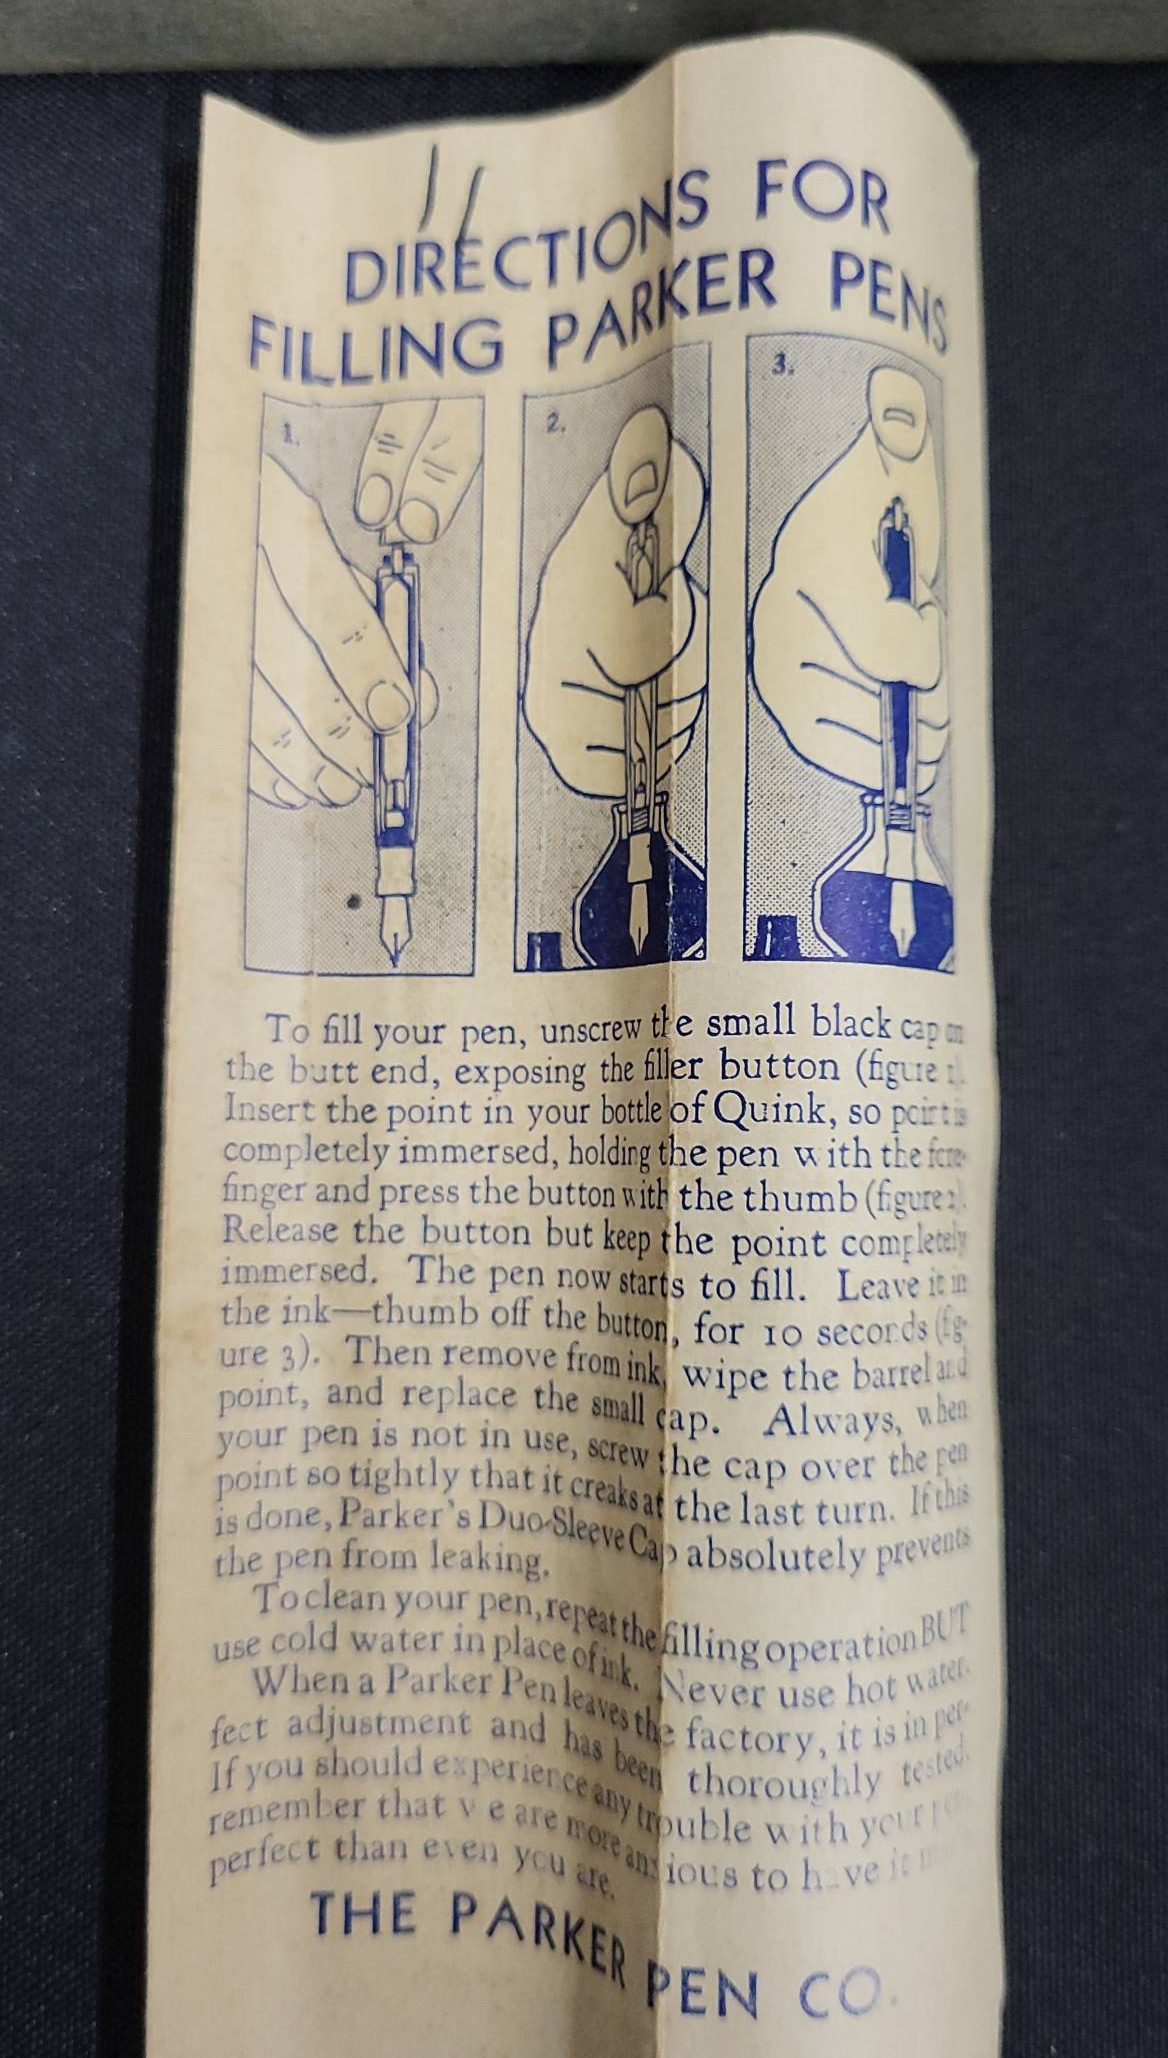 DIRECTIONS FOR
FILLING PARKER PENS
1.
2.
3.
To fill your pen, unscrew the small black cap on
the butt end, exposing the filler button (figure 1).
Insert the point in your bottle of Quink, so point is
completely immersed, holding the pen with the fore-
finger and press the button with the thumb (figure 2).
Release the button but keep the point completely
immersed. The pen now starts to fill. Leave it in
the ink—thumb off the button, for 10 seconds (fig-
ure 3). Then remove from ink, wipe the barrel and
point, and replace the small cap. Always, when
your pen is not in use, screw the cap over the pen
point so tightly that it creaks at the last turn. If this
is done, Parker's Duo-Sleeve Cap absolutely prevents
the pen from leaking.
To clean your pen, repeat the filling operation BUT
use cold water in place of ink. Never use hot water.
When a Parker Pen leaves the factory, it is in per-
fect adjustment and has been thoroughly tested.
If you should experience any trouble with your
remember that we are more anxious to have it
perfect than even you are.
THE PARKER PEN CO.